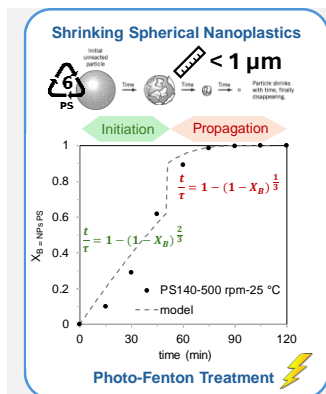 Shrinking Spherical Nanoplastics
Initial
unreacted
particle
Time
Time
Time
Particle shrinks
with time, finally
disappearing.
6
PS
< 1 µm
Initiation
Propagation
X_B = NPs PS
1
0.8
0.6
0.4
0.2
0
t/τ = 1 − (1 − X_B)^(1/3)
t/τ = 1 − (1 − X_B)^(2/3)
PS140-500 rpm-25 °C
model
0 30 60 90 120
time (min)
Photo-Fenton Treatment